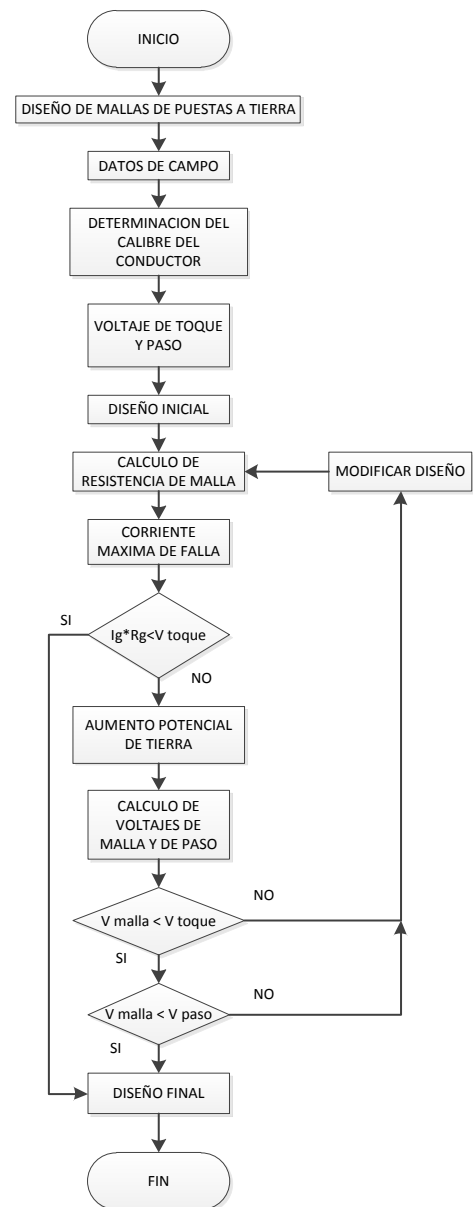 INICIO
DISEÑO DE MALLAS DE PUESTAS A TIERRA
DATOS DE CAMPO
DETERMINACION DEL
CALIBRE DEL
CONDUCTOR
VOLTAJE DE TOQUE
Y PASO
DISEÑO INICIAL
CALCULO DE
RESISTENCIA DE MALLA
MODIFICAR DISEÑO
CORRIENTE
MAXIMA DE FALLA
SI
Ig*Rg<V toque
NO
AUMENTO POTENCIAL
DE TIERRA
CALCULO DE
VOLTAJES DE
MALLA Y DE PASO
V malla < V toque
NO
SI
V malla < V paso
NO
SI
DISEÑO FINAL
FIN